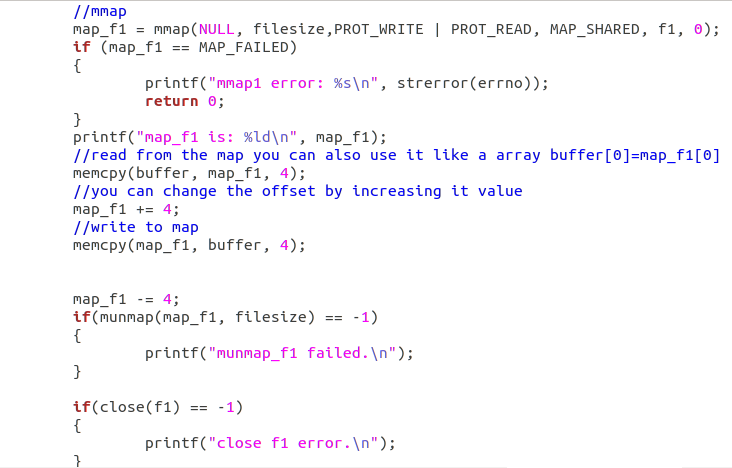 //mmap
map_f1 = mmap(NULL, filesize,PROT_WRITE | PROT_READ, MAP_SHARED, f1, 0);
if (map_f1 == MAP_FAILED)
{
        printf("mmap1 error: %s\n", strerror(errno));
        return 0;
}
printf("map_f1 is: %ld\n", map_f1);
//read from the map you can also use it like a array buffer[0]=map_f1[0]
memcpy(buffer, map_f1, 4);
//you can change the offset by increasing it value
map_f1 += 4;
//write to map
memcpy(map_f1, buffer, 4);
map_f1 -= 4;
if(munmap(map_f1, filesize) == -1)
{
        printf("munmap_f1 failed.\n");
}
if(close(f1) == -1)
{
        printf("close f1 error.\n");
}